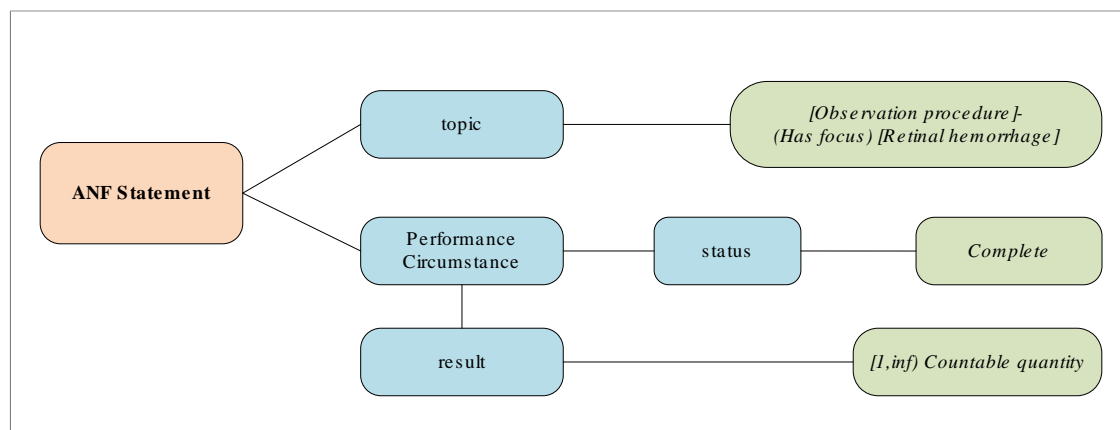 topic
[Observation procedure]-
(Has focus) [Retinal hemorrhage]
ANF Statement
Performance
Circumstance
status
Complete
result
[1,inf) Countable quantity